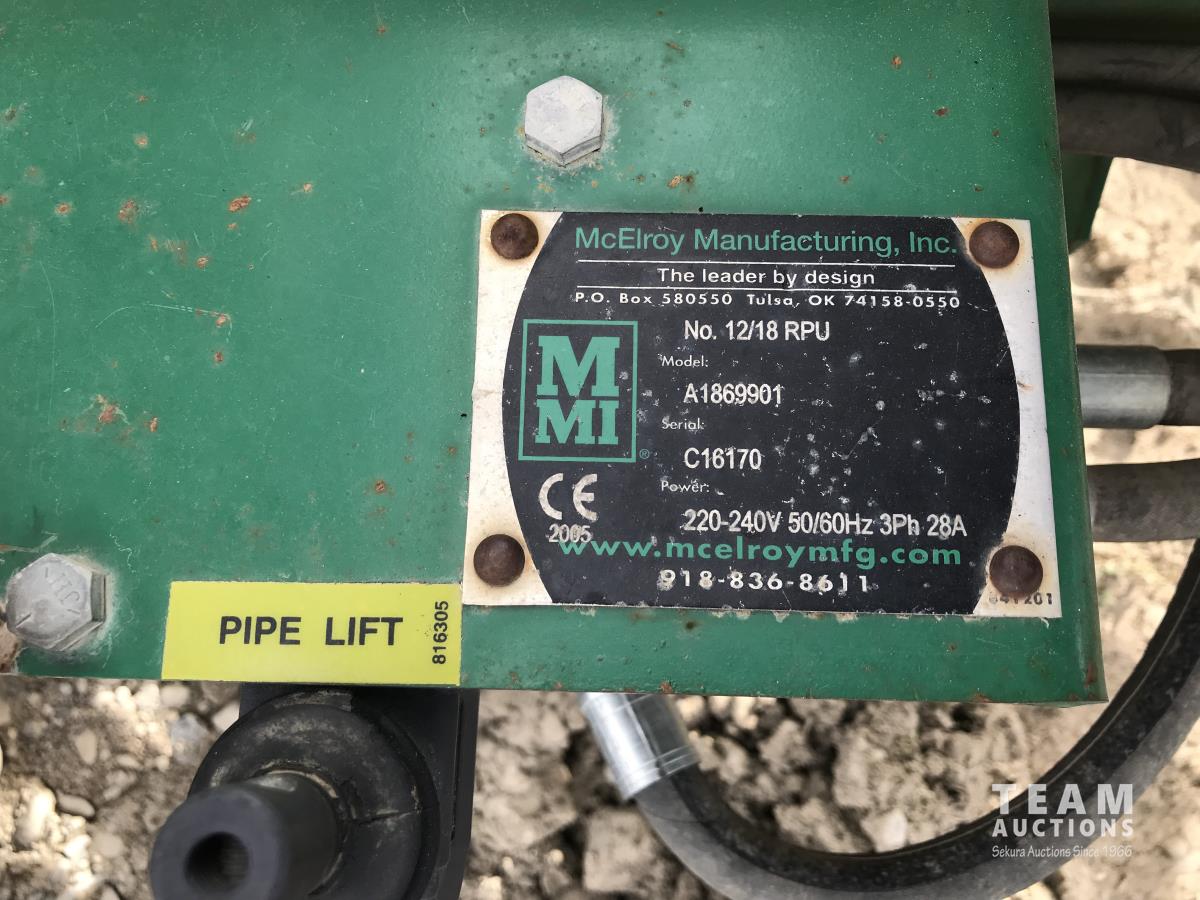 McElroy Manufacturing, Inc.
The leader by design
P.O. Box 580550 Tulsa, OK 74158-0550
No. 12/18 RPU
Model:
A1869901
Serial:
C16170
Power:
220-240V 50/60Hz 3Ph 28A
M
MI
®
CE
2005
www.mcelroymfg.com
918-836-8611
PIPE LIFT
816305
TEAM
AUCTIONS
Sekura Auctions Since 1966